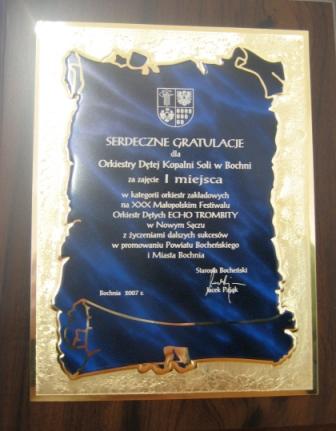 SERDECZNE GRATULACJE
dla
Orkiestry Dętej Kopalni Soli w Bochni
za zajęcie I miejsca
w kategorii orkiestr zakładowych
na XXX Małopolskim Festiwalu
Orkiestr Dętych ECHO TROMBITY
w Nowym Sączu
z życzeniami dalszych sukcesów
w promowaniu Powiatu Bocheńskiego
i Miasta Bochnia
Starosta Bocheński
Jacek Pająk
Bochnia 2007 r.